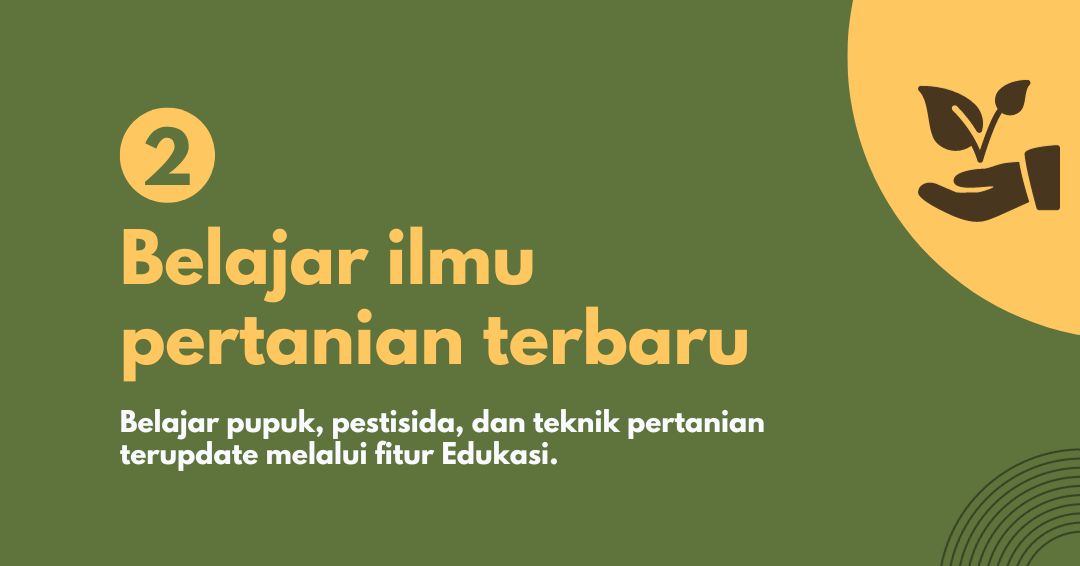 2
Belajar ilmu
pertanian terbaru
Belajar pupuk, pestisida, dan teknik pertanian
terupdate melalui fitur Edukasi.